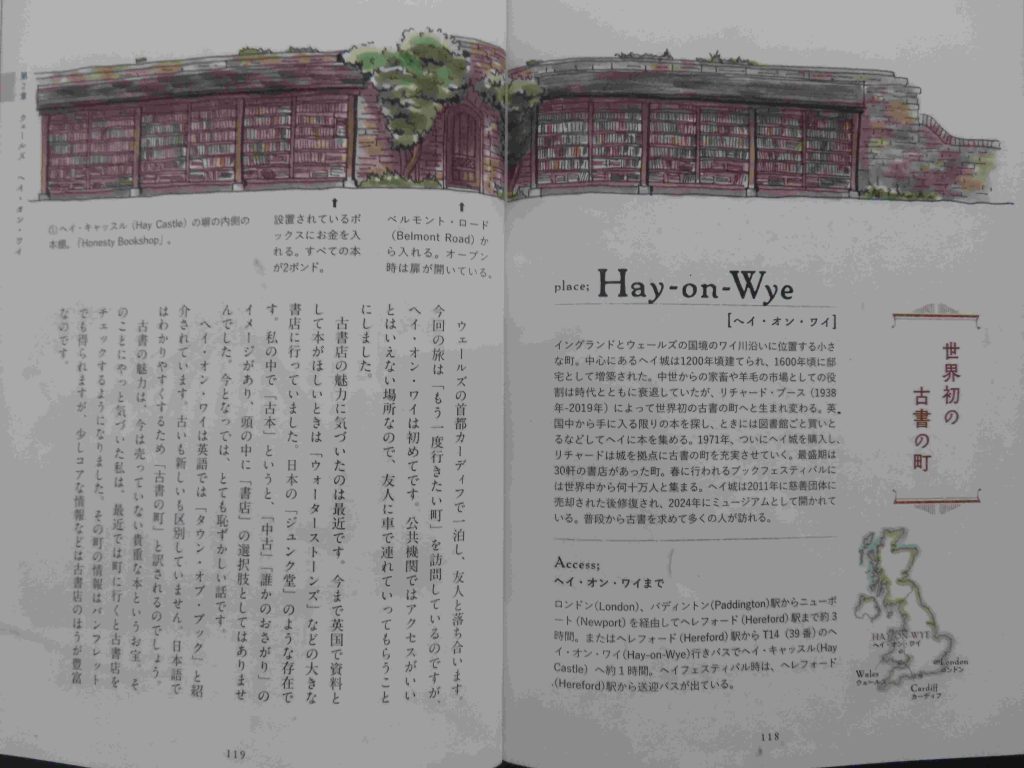 世界初の
古書の町
place; Hay-on-Wye
[ヘイ・オン・ワイ]
イングランドとウェールズの国境のワイ川沿いに位置する小さ
な町。中心にあるヘイ城は1200年頃建てられ、1600年頃に邸
宅として増築された。中世からの家畜や羊毛の市場としての役
割は時代とともに衰退していたが、リチャード・ブース（1938
年-2019年）によって世界初の古書の町へと生まれ変わる。英
国中から手に入る限りの本を探し、ときには図書館ごと買いと
るなどしてヘイに本を集める。1971年、ついにヘイ城を購入し、
リチャードは城を拠点に古書の町を充実させていく。最盛期は
30軒の書店があった町。春に行われるブックフェスティバルに
は世界中から何十万人と集まる。ヘイ城は2011年に慈善団体に
売却された後修復され、2024年にミュージアムとして開かれて
いる。普段から古書を求めて多くの人が訪れる。
Access;
ヘイ・オン・ワイまで
ロンドン(London)、パディントン(Paddington)駅からニューポ
ート(Newport)を経由してヘレフォード(Hereford)駅まで約3
時間。またはヘレフォード(Hereford)駅から T14（39番）のヘ
イ・オン・ワイ(Hay-on-Wye)行きバスでヘイ・キャッスル(Hay
Castle) へ約1時間。ヘイフェスティバル時は、ヘレフォード
(Hereford)駅から送迎バスが出ている。
HAY-ON-WYE
ヘイ・オン・ワイ
London
ロンドン
Wales
ウェールズ
Cardiff
カーディフ
118
第2章 ウェールズ ヘイ・オン・ワイ
①ヘイ・キャッスル (Hay Castle) の塀の内側の
本棚。「Honesty Bookshop」。
設置されているボ
ックスにお金を入
れる。すべての本
が2ポンド。
ベルモント・ロード
(Belmont Road)か
ら入れる。オープン
時は扉が開いている。
ウェールズの首都カーディフで一泊し、友人と落ち合います。
今回の旅は「もう一度行きたい町」を訪問しているのですが、
ヘイ・オン・ワイは初めてです。公共機関ではアクセスがいい
とはいえない場所なので、友人に車で連れていってもらうこと
にしました。
古書店の魅力に気づいたのは最近です。今まで英国で資料と
して本がほしいときは「ウォーターストーンズ」などの大きな
書店に行っていました。日本の「ジュンク堂」のような存在で
す。私の中で「古本」というと、「中古」「誰かのおさがり」の
イメージがあり、頭の中に「書店」の選択肢としてはありませ
んでした。今となっては、とても恥ずかしい話です。
ヘイ・オン・ワイは英語では「タウン・オブ・ブック」と紹
介されています。古いも新しいも区別していません。日本語で
はわかりやすくするため「古書の町」と訳されるのでしょう。
古書の魅力は、今は売っていない貴重な本というお宝。そ
のことにやっと気づいた私は、最近では町に行くと古書店を
チェックするようになりました。その町の情報はパンフレット
でも得られますが、少しコアな情報などは古書店のほうが豊富
なのです。
119